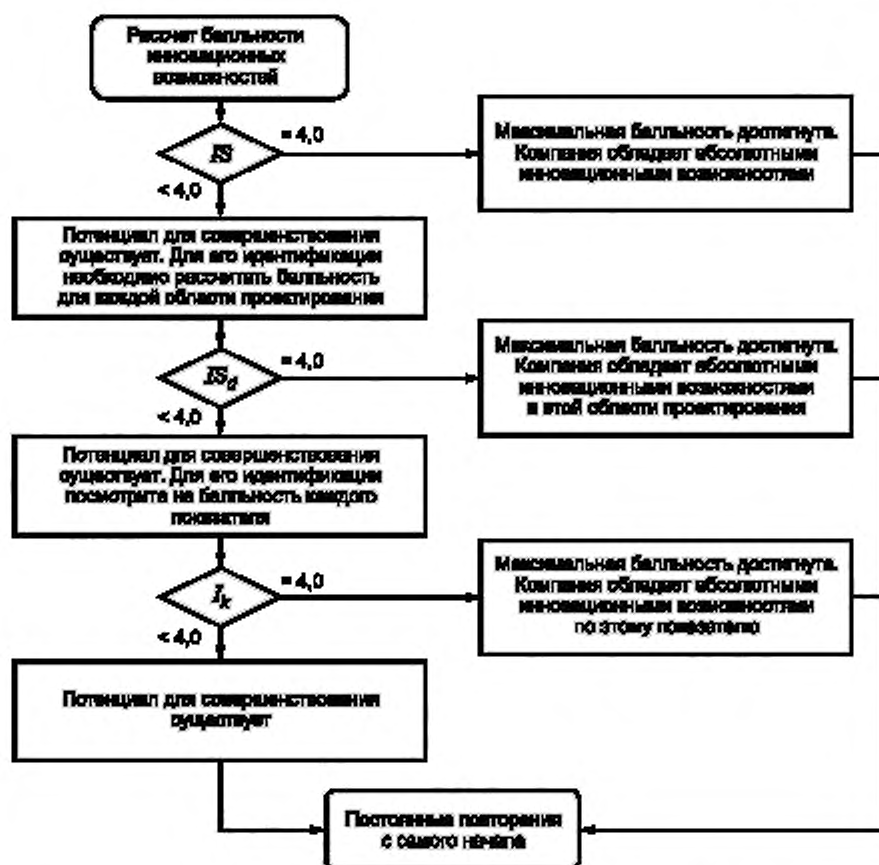 Рассчет балльности
инновационных
возможностей
IS
= 4,0
< 4,0
Максимальная балльность достигнута.
Компания обладает абсолютными
инновационными возможностями
Потенциал для совершенствования
существует. Для его идентификации
необходимо рассчитать балльность
для каждой области проектирования
IS_d
= 4,0
< 4,0
Максимальная балльность достигнута.
Компания обладает абсолютными
инновационными возможностями
в этой области проектирования
Потенциал для совершенствования
существует. Для его идентификации
посмотрите на балльность каждого
показателя
I_k
= 4,0
< 4,0
Максимальная балльность достигнута.
Компания обладает абсолютными
инновационными возможностями
по этому показателю
Потенциал для совершенствования
существует
Постоянные повторения
с самого начала